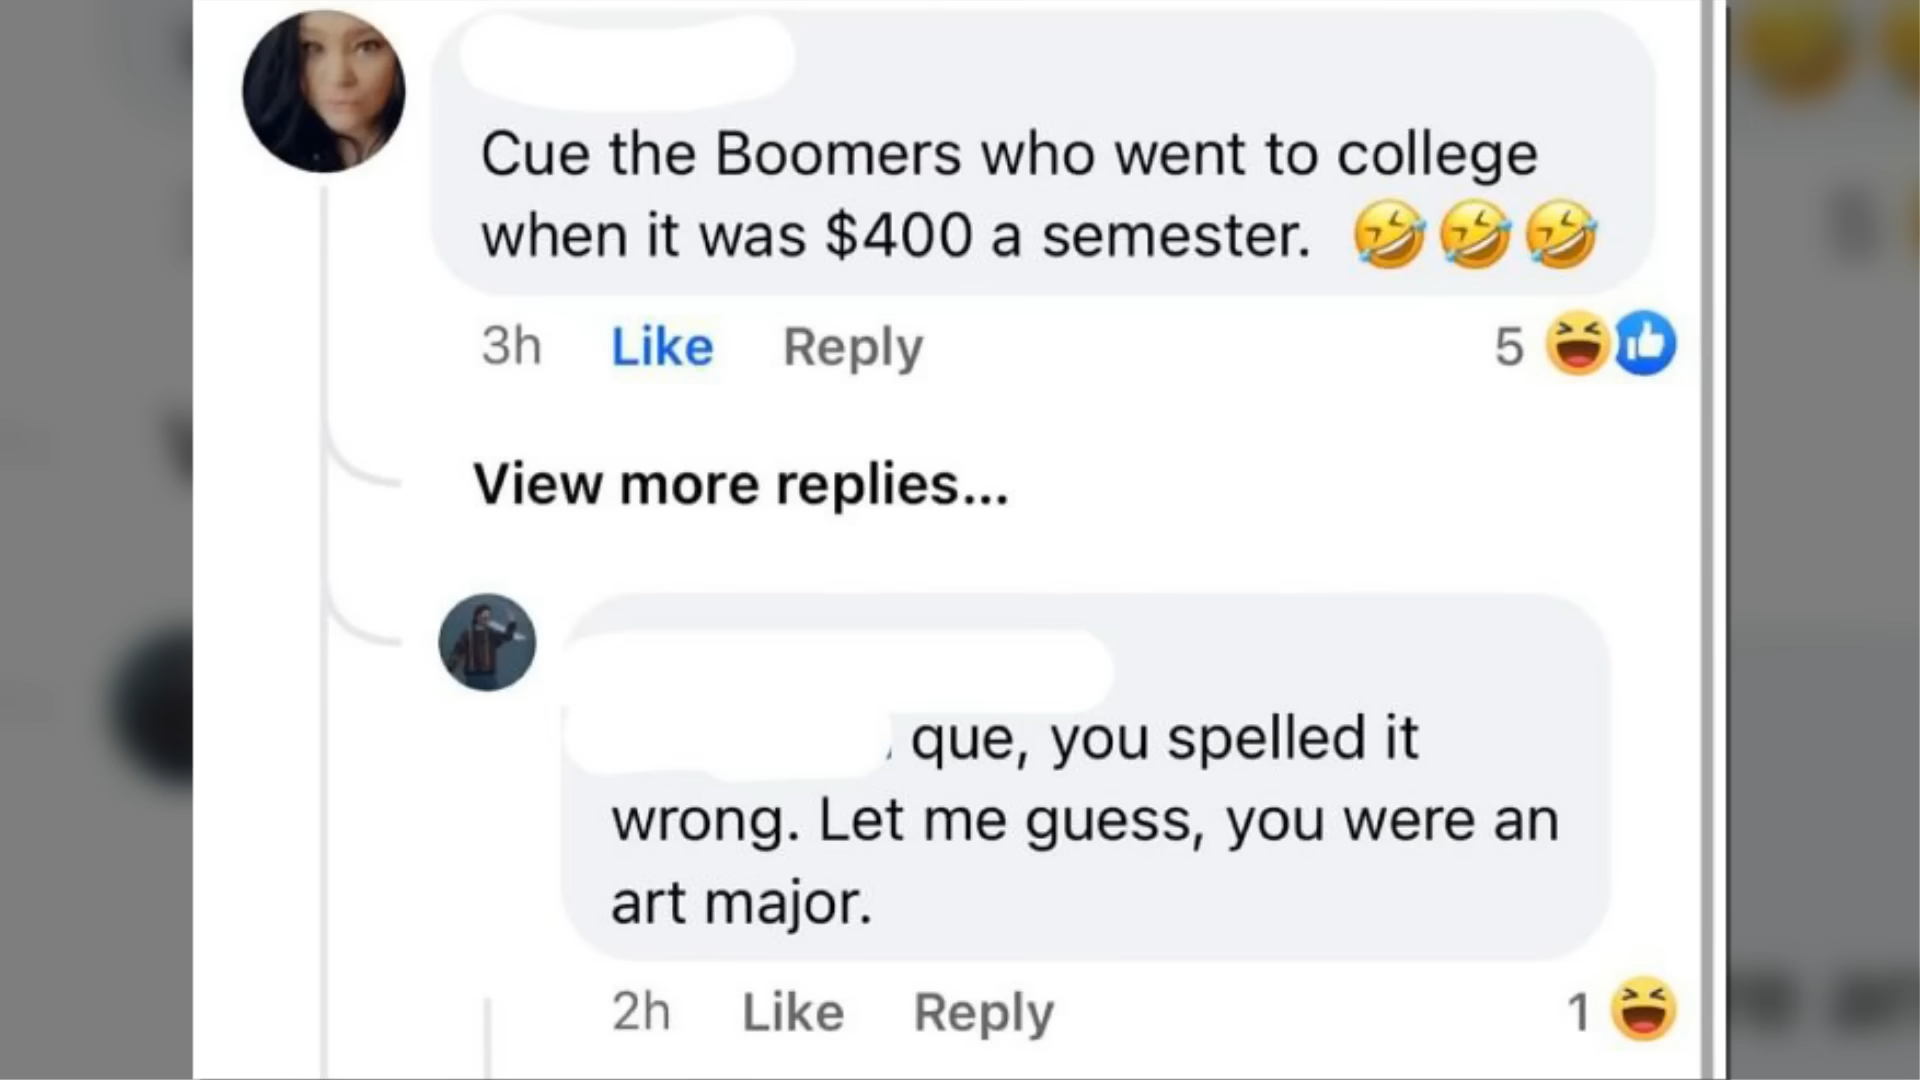 Cue the Boomers who went to college
when it was $400 a semester. 🤣🤣🤣
3h Like Reply 5
View more replies...
que, you spelled it
wrong. Let me guess, you were an
art major.
2h Like Reply 1